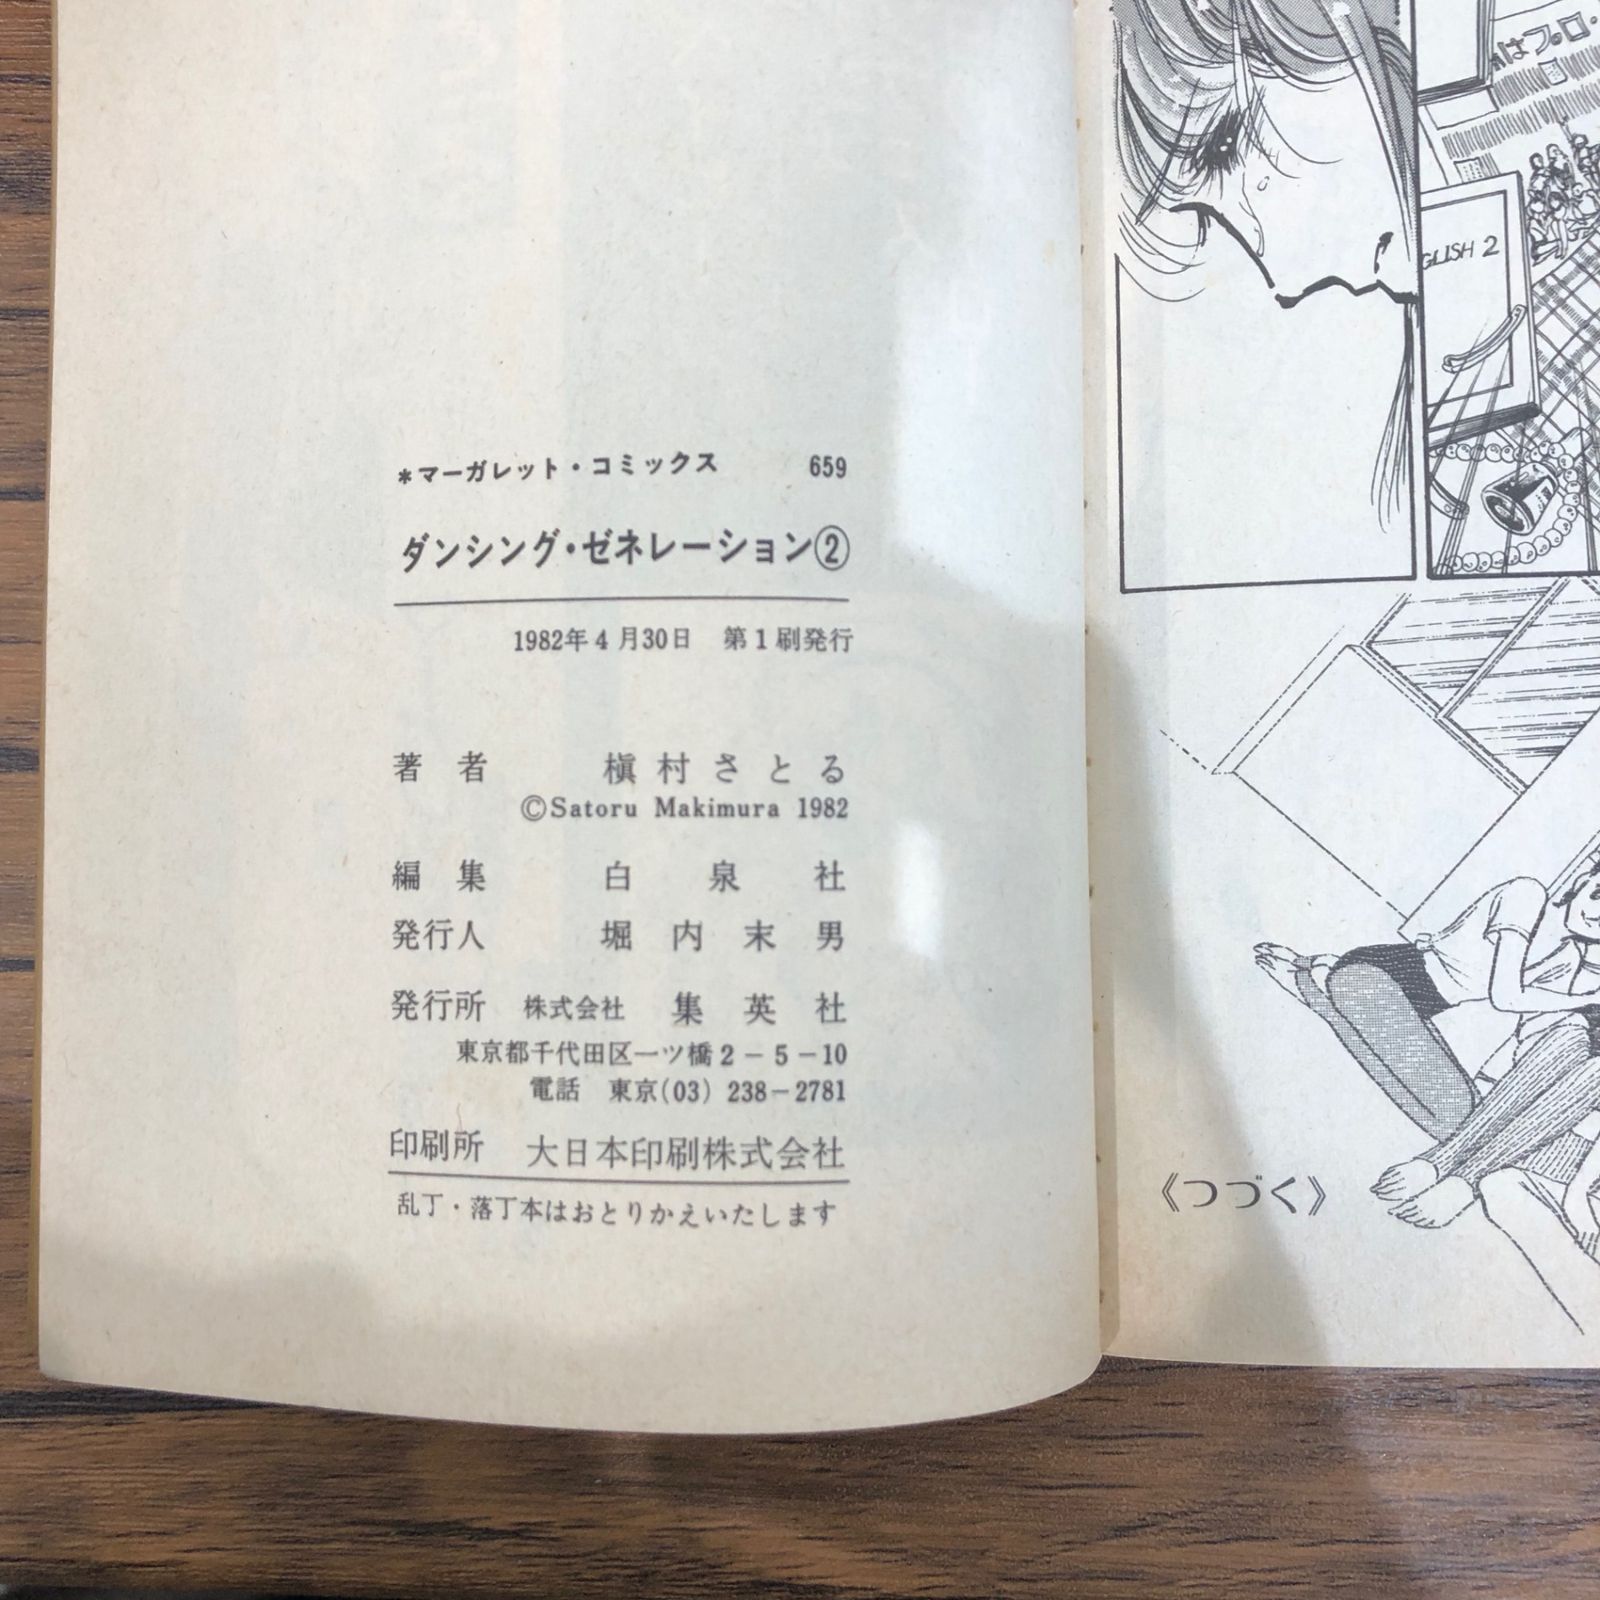 *マーガレット・コミックス 659
ダンシング・ゼネレーション②
1982年4月30日 第1刷発行
著者 槇村さとる
©Satoru Makimura 1982
編集 白泉社
発行人 堀内末男
発行所 株式会社 集英社
東京都千代田区一ツ橋2-5-10
電話 東京(03) 238-2781
印刷所 大日本印刷株式会社
乱丁・落丁本はおとりかえいたします
はプロ・
GLISH 2
《つづく》